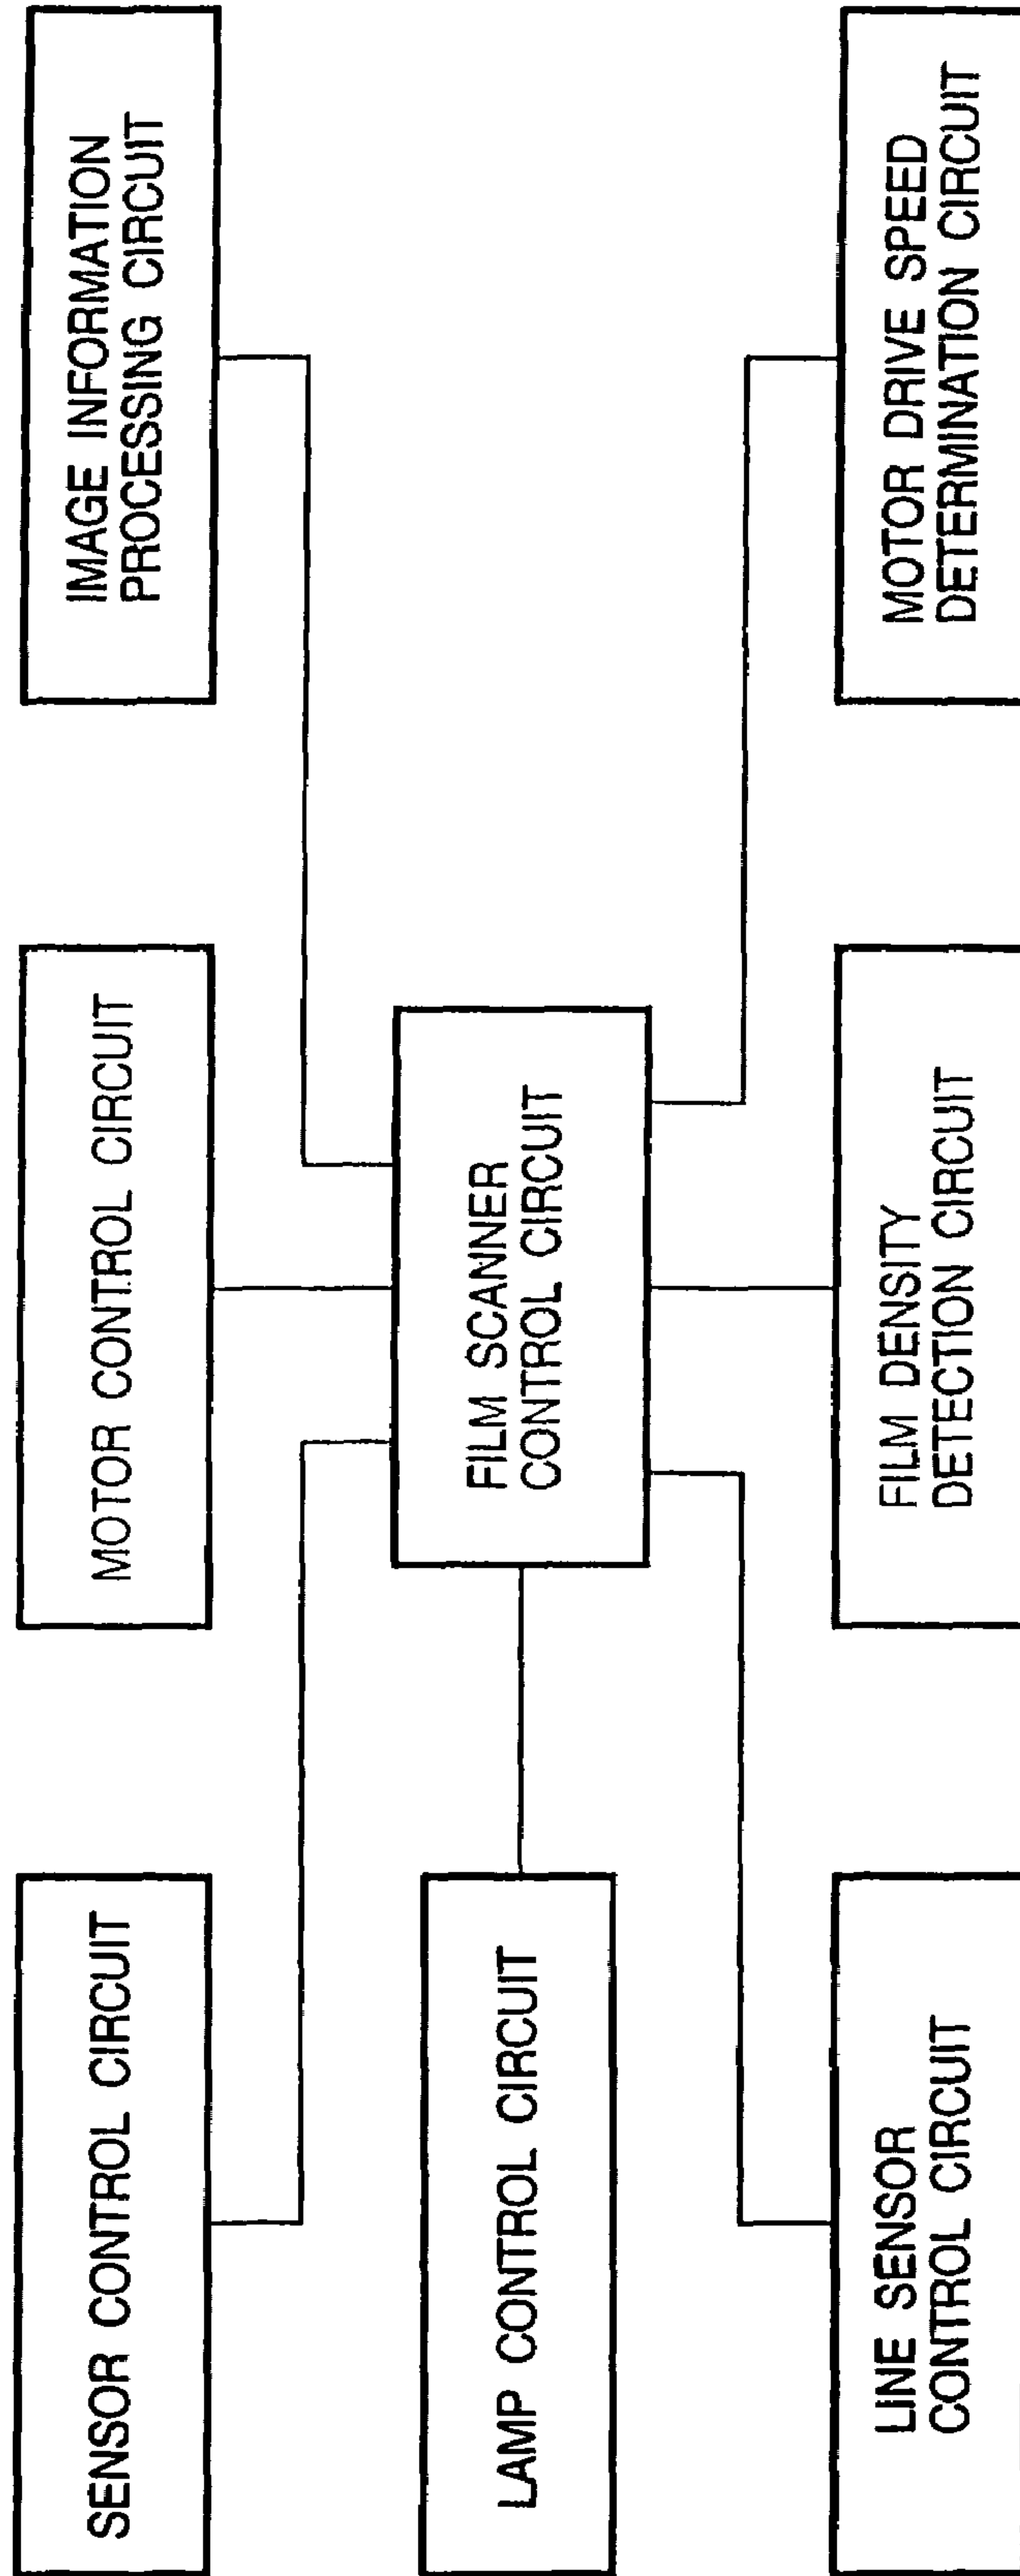 SENSOR CONTROL CIRCUIT
MOTOR CONTROL CIRCUIT
IMAGE INFORMATION
PROCESSING CIRCUIT
LAMP CONTROL CIRCUIT
FILM SCANNER
CONTROL CIRCUIT
LINE SENSOR
CONTROL CIRCUIT
FILM DENSITY
DETECTION CIRCUIT
MOTOR DRIVE SPEED
DETERMINATION CIRCUIT